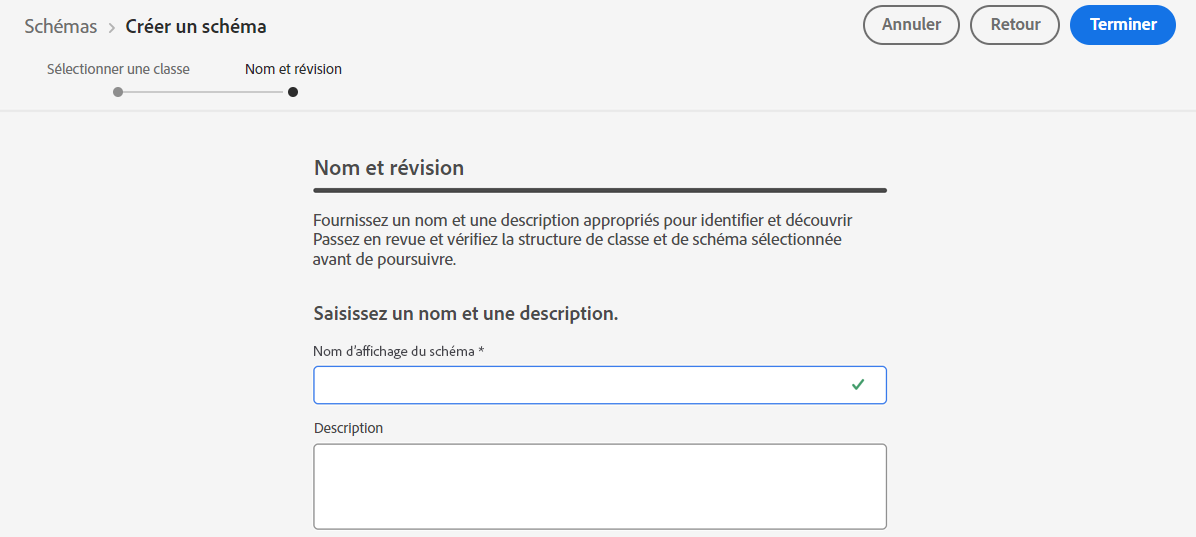 Schémas > Créer un schéma
Annuler
Retour
Terminer
Sélectionner une classe
Nom et révision
Nom et révision
Fournissez un nom et une description appropriés pour identifier et découvrir
Passez en revue et vérifiez la structure de classe et de schéma sélectionnée
avant de poursuivre.
Saisissez un nom et une description.
Nom d'affichage du schéma *
Description